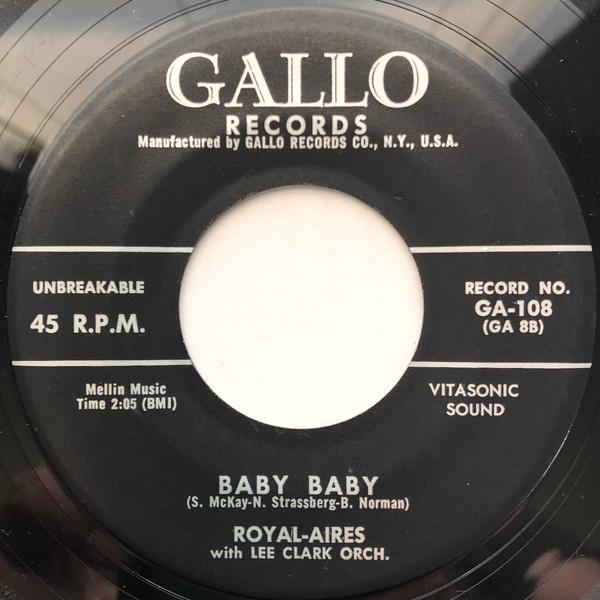 GALLO
RECORDS
Manufactured by GALLO RECORDS CO., N.Y., U.S.A.
UNBREAKABLE
45 R.P.M.
RECORD NO.
GA-108
(GA 8B)
Mellin Music
Time 2:05 (BMI)
VITASONIC
SOUND
BABY BABY
(S. McKay-N. Strassberg-B. Norman)
ROYAL-AIRES
with LEE CLARK ORCH.